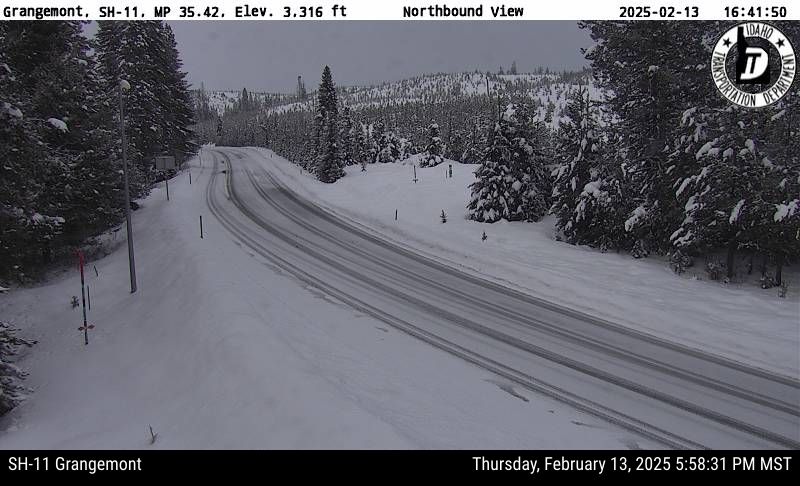 Grangemont, SH-11, MP 35.42, Elev. 3,316 ft Northbound View 2025-02-13 16:41:50
IDAHO TRANSPORTATION DEPARTMENT
SH-11 Grangemont Thursday, February 13, 2025 5:58:31 PM MST